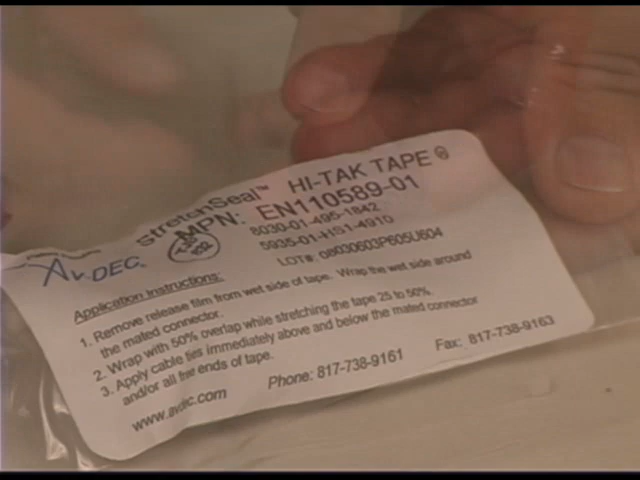 StretchSeal™ HI-TAK TAPE®
MPN: EN110589-01
8030-01-495-1842
5935-01-HS1-4910
LOT# 08030603P605U604
AvDEC.
Application Instructions:
1. Remove release film from wet side of tape. Wrap the wet side around
the mated connector.
2. Wrap with 50% overlap while stretching the tape 25 to 50%.
3. Apply cable ties immediately above and below the mated connector
and/or all free ends of tape.
www.avdec.com Phone: 817-738-9161 Fax: 817-738-9163